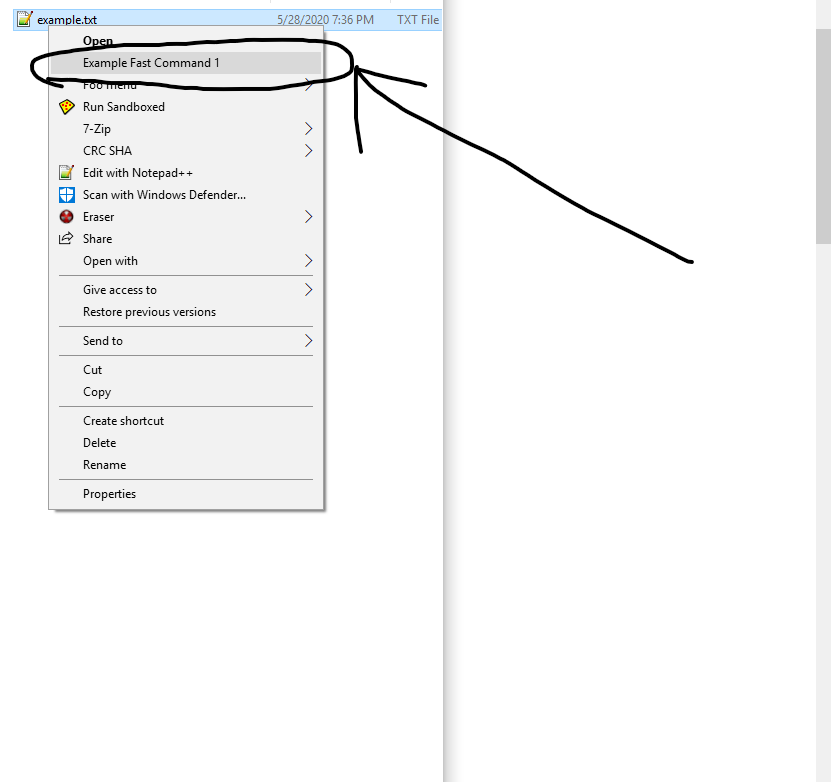 example.txt 5/28/2020 7:36 PM TXT File
Open
Example Fast Command 1
Foo menu
Run Sandboxed
7-Zip
CRC SHA
Edit with Notepad++
Scan with Windows Defender...
Eraser
Share
Open with
Give access to
Restore previous versions
Send to
Cut
Copy
Create shortcut
Delete
Rename
Properties